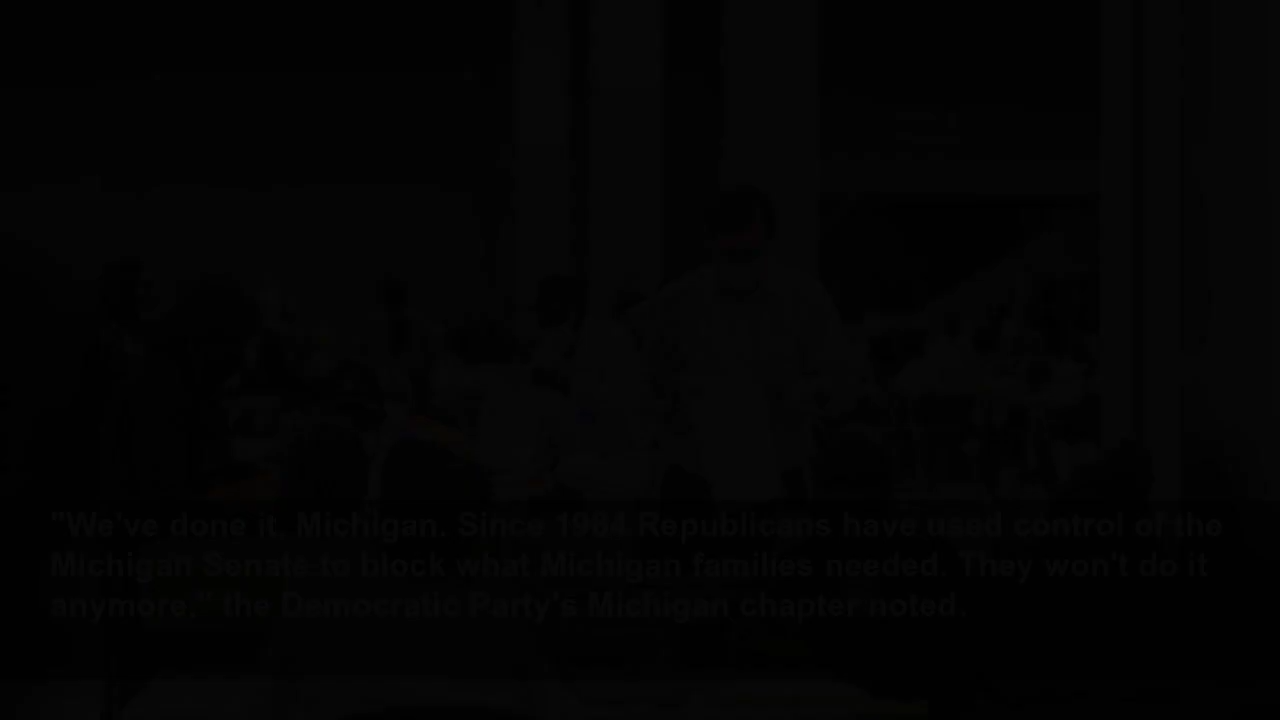 "We've done it, Michigan. Since 1984 Republicans have used control of the
Michigan Senate to block what Michigan families needed. They won't do it
anymore," the Democratic Party's Michigan chapter noted.